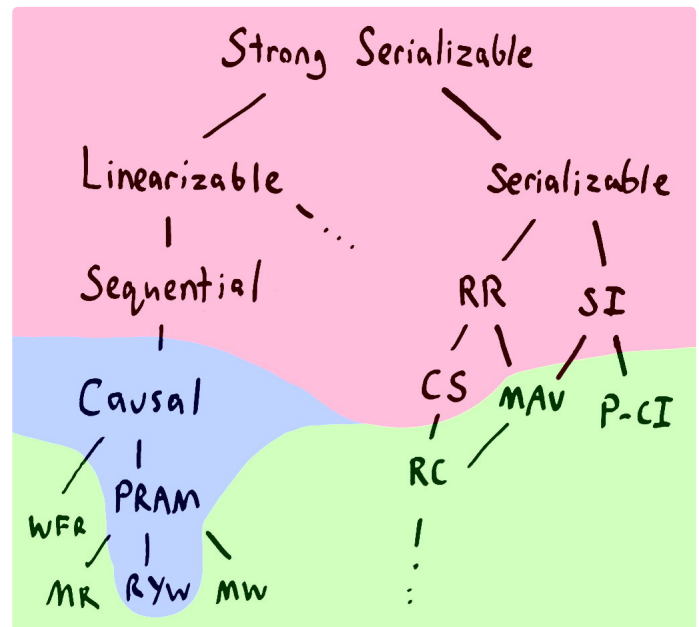 Strong Serializable
Linearizable Serializable
...
Sequential RR SI
Causal CS MAV P-CI
RC
PRAM
WFR
MR RYW MW